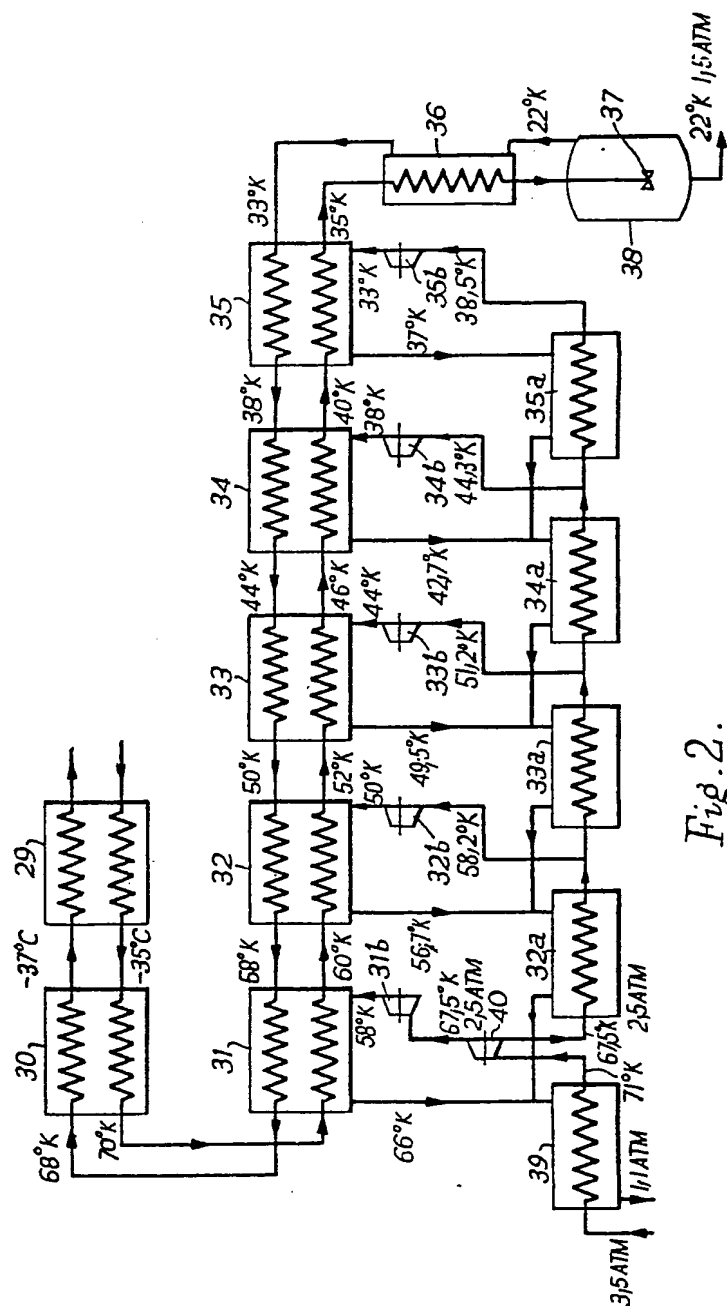 29
-37°C
-35°C
30
68°K
70°K
31
68°K
60°K
32
50°K
52°K
33
44°K
46°K
34
38°K
40°K
35
33°K
35°K
36
22°K
37
38
22°K 1,5ATM
58°K
31b
66°K
67,5°K
2,5ATM
40
50°K
32b
56,7°K
58,2°K
44°K
33b
49,5°K
51,2°K
38°K
34b
42,7°K
44,3°K
33°K
35b
37°K
38,5°K
39
1,1ATM
3,5ATM
71°K
67,5°K
2,5ATM
32a
33a
34a
35a
Fig. 2.